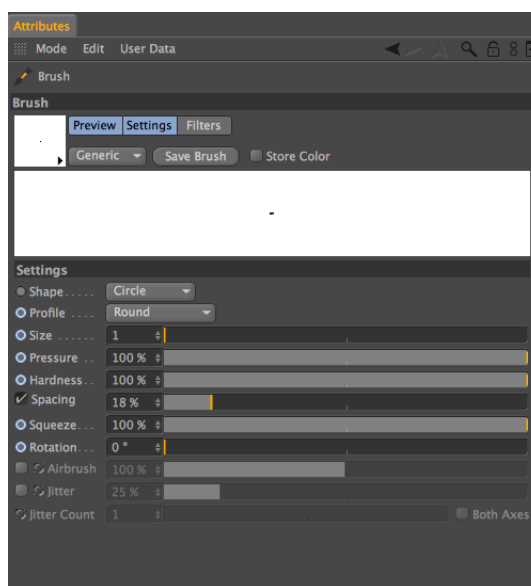 Attributes
Mode Edit User Data
Brush
Brush
Preview Settings Filters
Generic Save Brush Store Color
Settings
Shape..... Circle
Profile .... Round
Size ...... 1
Pressure .. 100 %
Hardness.. 100 %
Spacing 18 %
Squeeze... 100 %
Rotation... 0 °
Airbrush 100 %
Jitter 25 %
Jitter Count 1 Both Axes